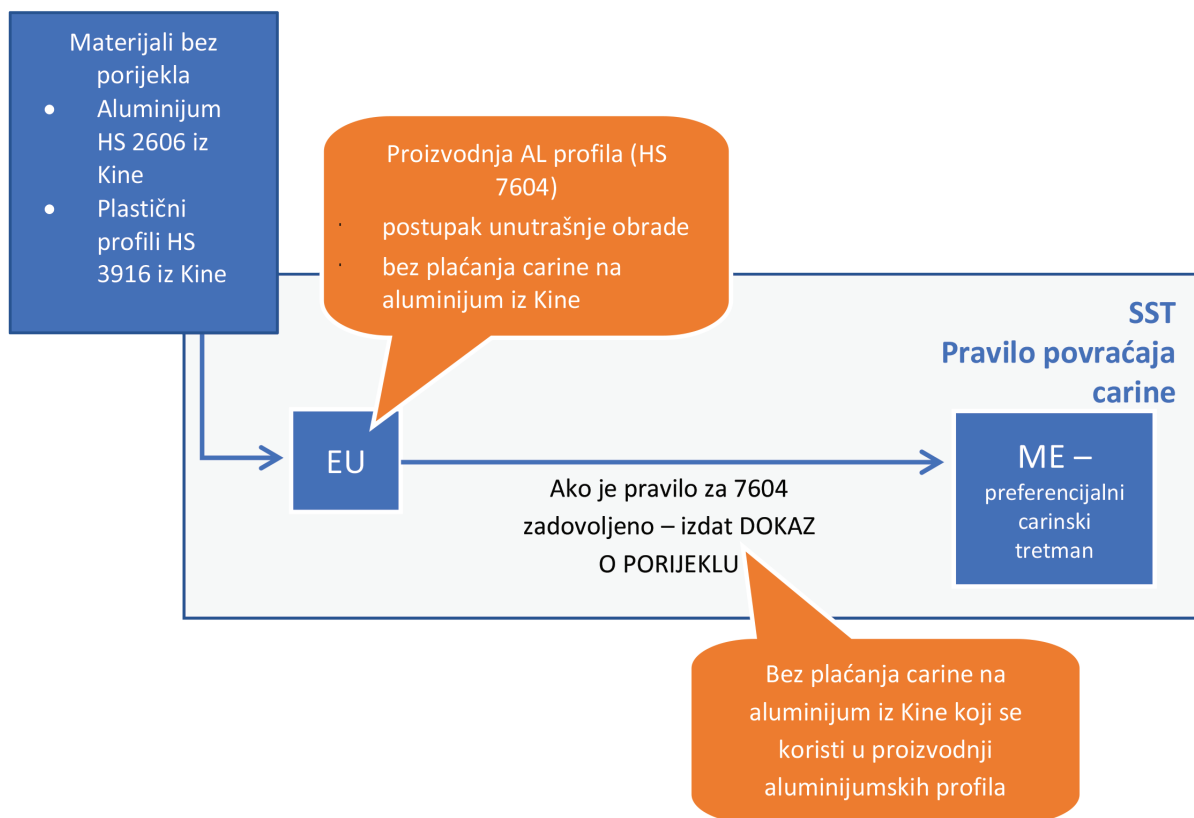 Materijali bez
porijekla
• Aluminijum
HS 2606 iz
Kine
• Plastični
profili HS
3916 iz Kine
Proizvodnja AL profila (HS
7604)
· postupak unutrašnje obrade
· bez plaćanja carine na
aluminijum iz Kine
SST
Pravilo povraćaja
carine
EU
Ako je pravilo za 7604
zadovoljeno – izdat DOKAZ
O PORIJEKLU
ME –
preferencijalni
carinski
tretman
Bez plaćanja carine na
aluminijum iz Kine koji se
koristi u proizvodnji
aluminijumskih profila